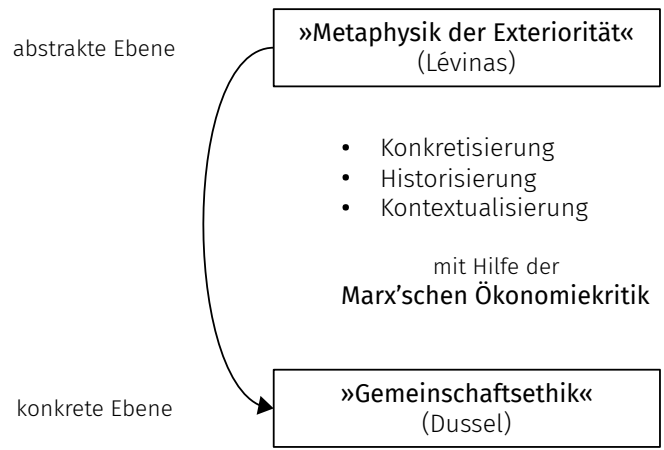 abstrakte Ebene
»Metaphysik der Exteriorität«
(Lévinas)
• Konkretisierung
• Historisierung
• Kontextualisierung
mit Hilfe der
Marx’schen Ökonomiekritik
konkrete Ebene
»Gemeinschaftsethik«
(Dussel)